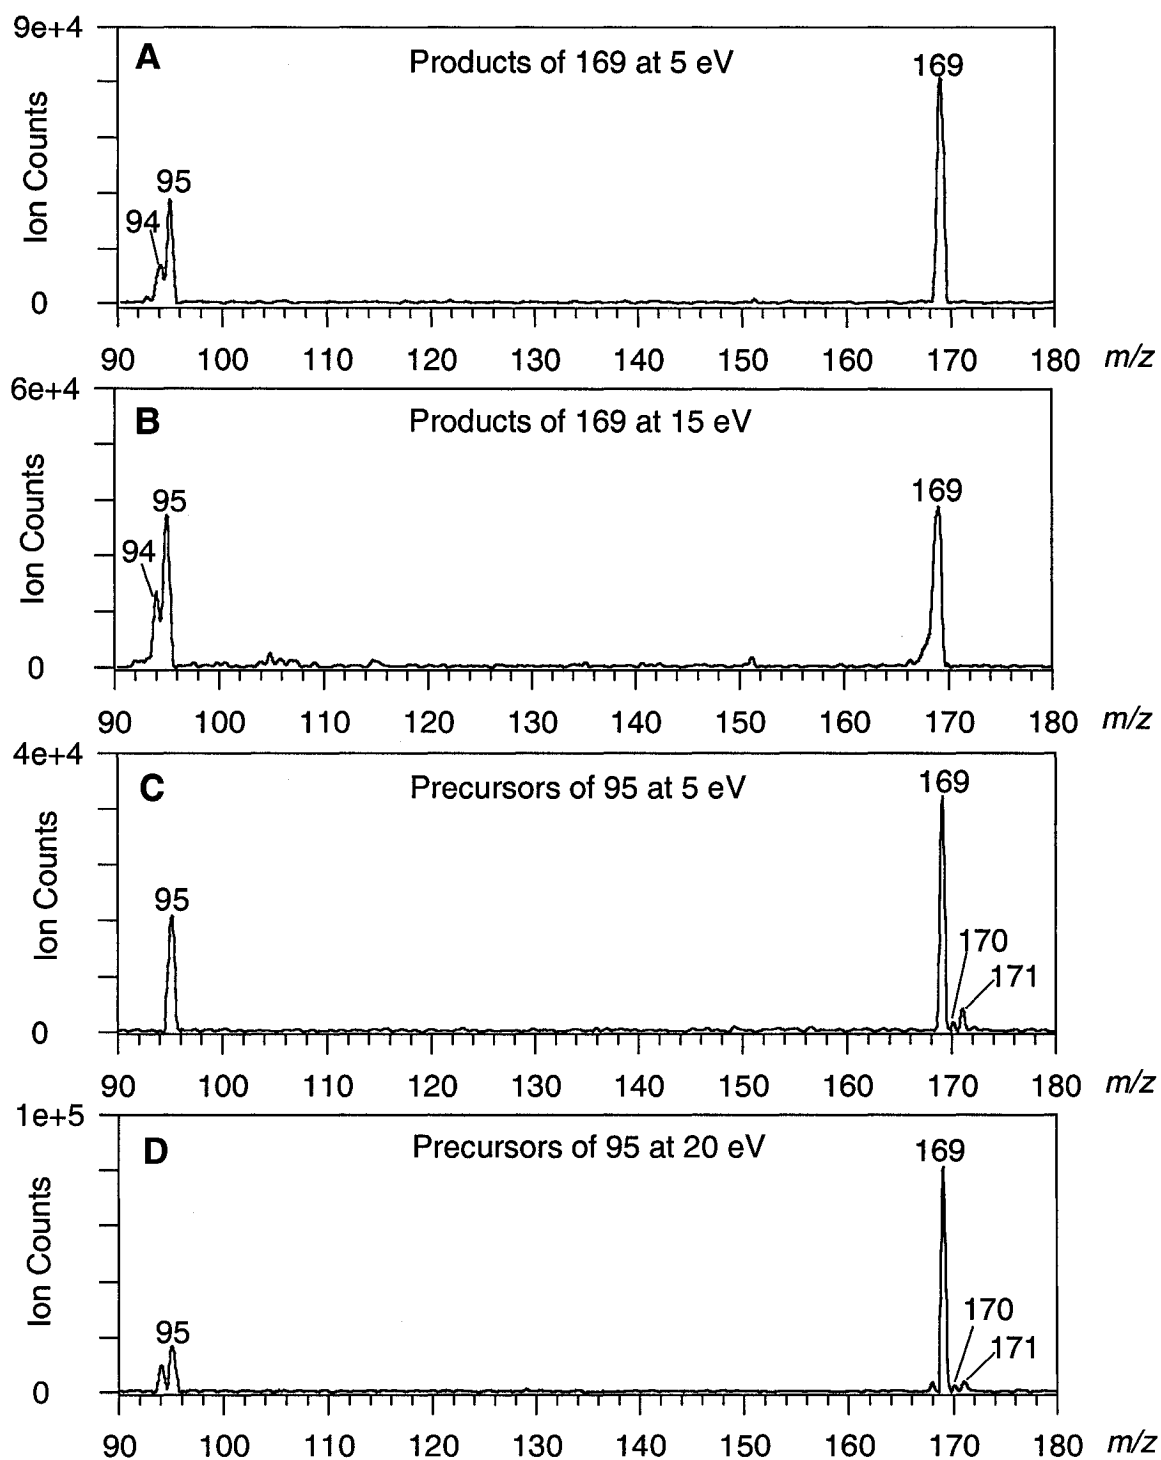 9e+4
A
Products of 169 at 5 eV
169
95
94
Ion Counts
0
90 100 110 120 130 140 150 160 170 180 m/z
6e+4
B
Products of 169 at 15 eV
169
95
94
Ion Counts
0
90 100 110 120 130 140 150 160 170 180 m/z
4e+4
C
Precursors of 95 at 5 eV
169
95
170
171
Ion Counts
0
90 100 110 120 130 140 150 160 170 180 m/z
1e+5
D
Precursors of 95 at 20 eV
169
95
170
171
Ion Counts
0
90 100 110 120 130 140 150 160 170 180 m/z